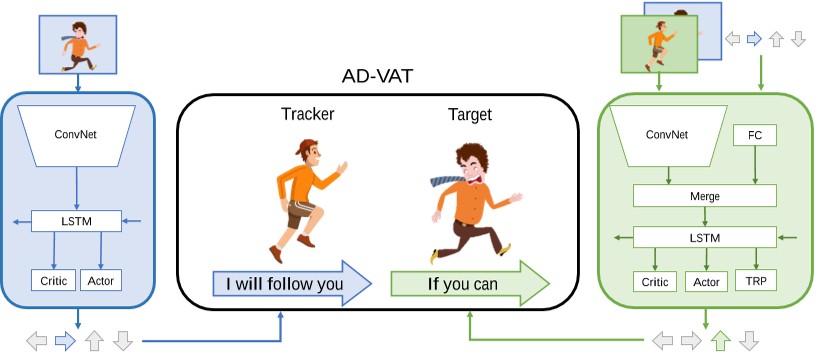 AD-VAT
ConvNet
LSTM
Critic
Actor
Tracker
Target
I will follow you
If you can
ConvNet
FC
Merge
LSTM
Critic
Actor
TRP